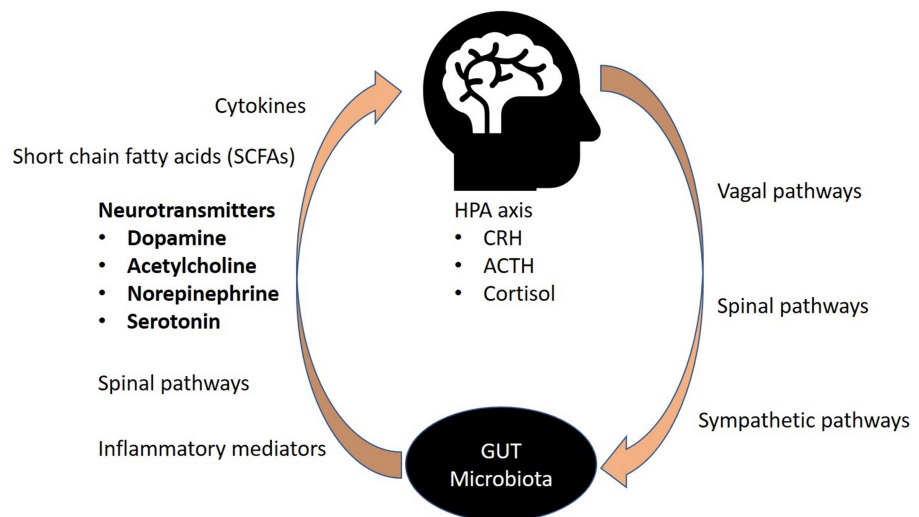 Cytokines
Short chain fatty acids (SCFAs)
Neurotransmitters
• Dopamine
• Acetylcholine
• Norepinephrine
• Serotonin
Spinal pathways
Inflammatory mediators
HPA axis
• CRH
• ACTH
• Cortisol
GUT
Microbiota
Vagal pathways
Spinal pathways
Sympathetic pathways